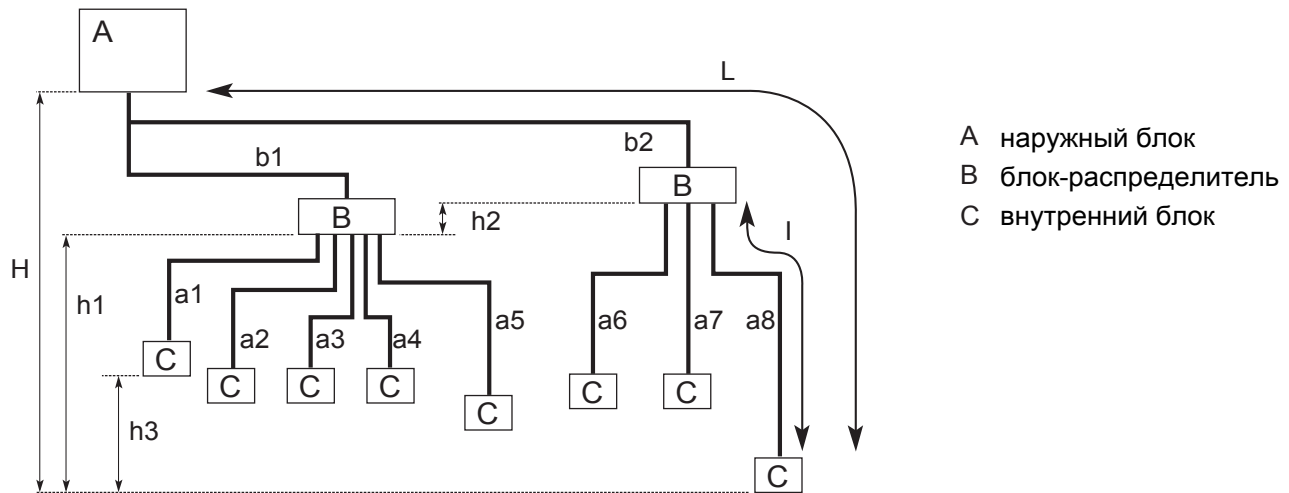 A
L
b1
b2
B
B
h2
l
H
h1
a1
a2
a3
a4
a5
a6
a7
a8
C
C
C
C
C
C
C
C
h3
A наружный блок
B блок-распределитель
C внутренний блок